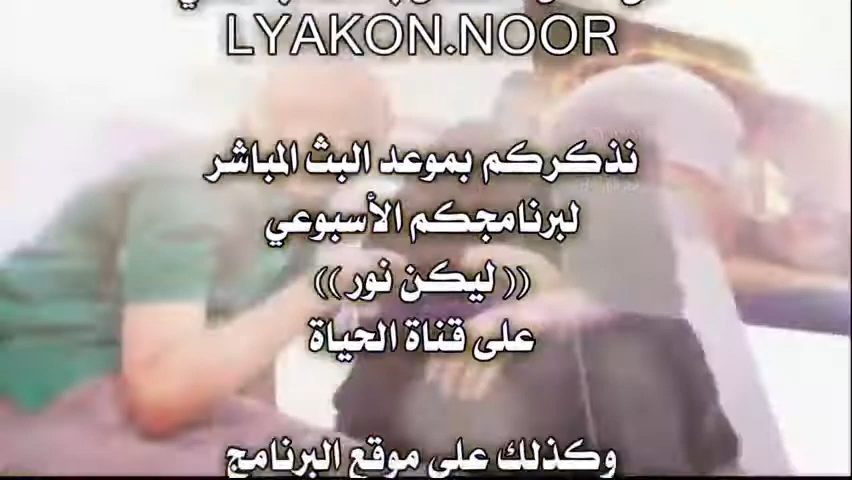 LYAKON.NOOR
نذكركم بموعد البث المباشر
لبرنامجكم الأسبوعي
(( ليكن نور ))
على قناة الحياة
وكذلك على موقع البرنامج